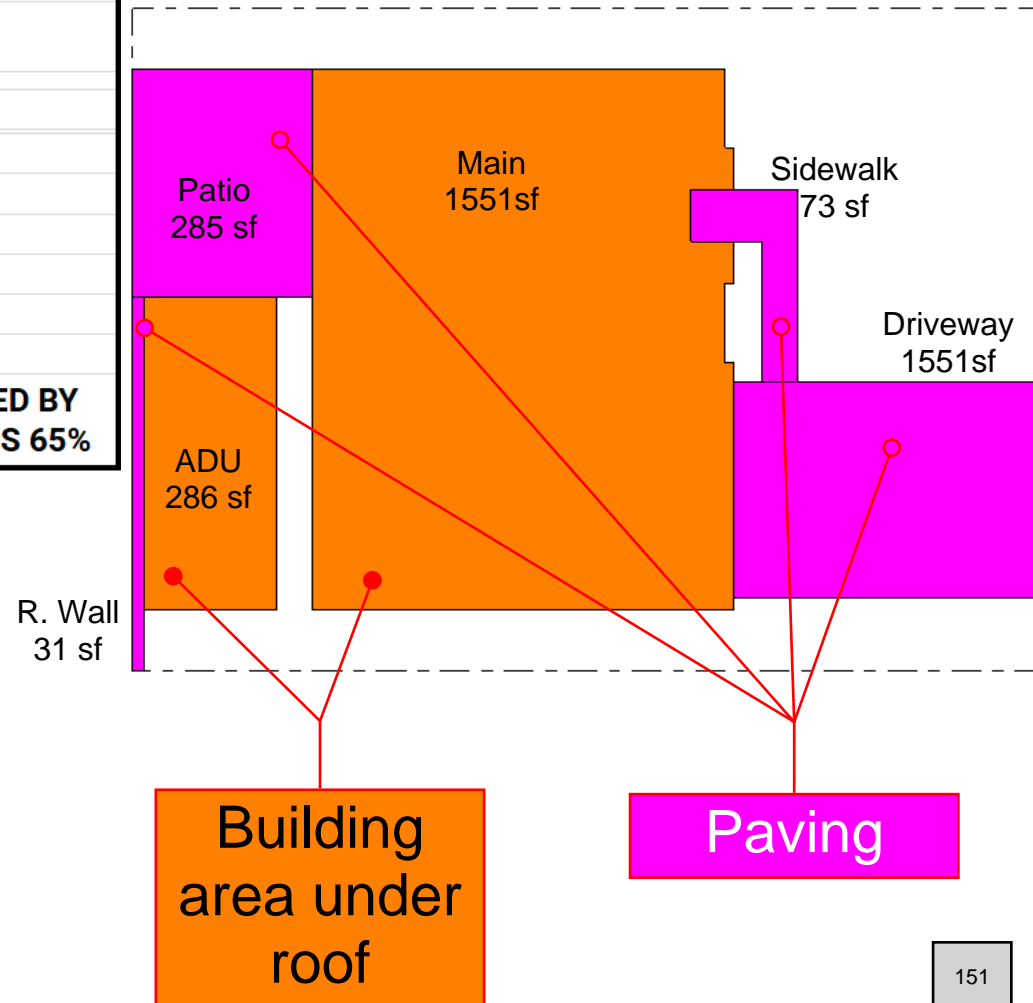 ED BY
S 65%
Main
1551sf
Sidewalk
73 sf
Patio
285 sf
Driveway
1551sf
ADU
286 sf
R. Wall
31 sf
Building
area under
roof
Paving
151